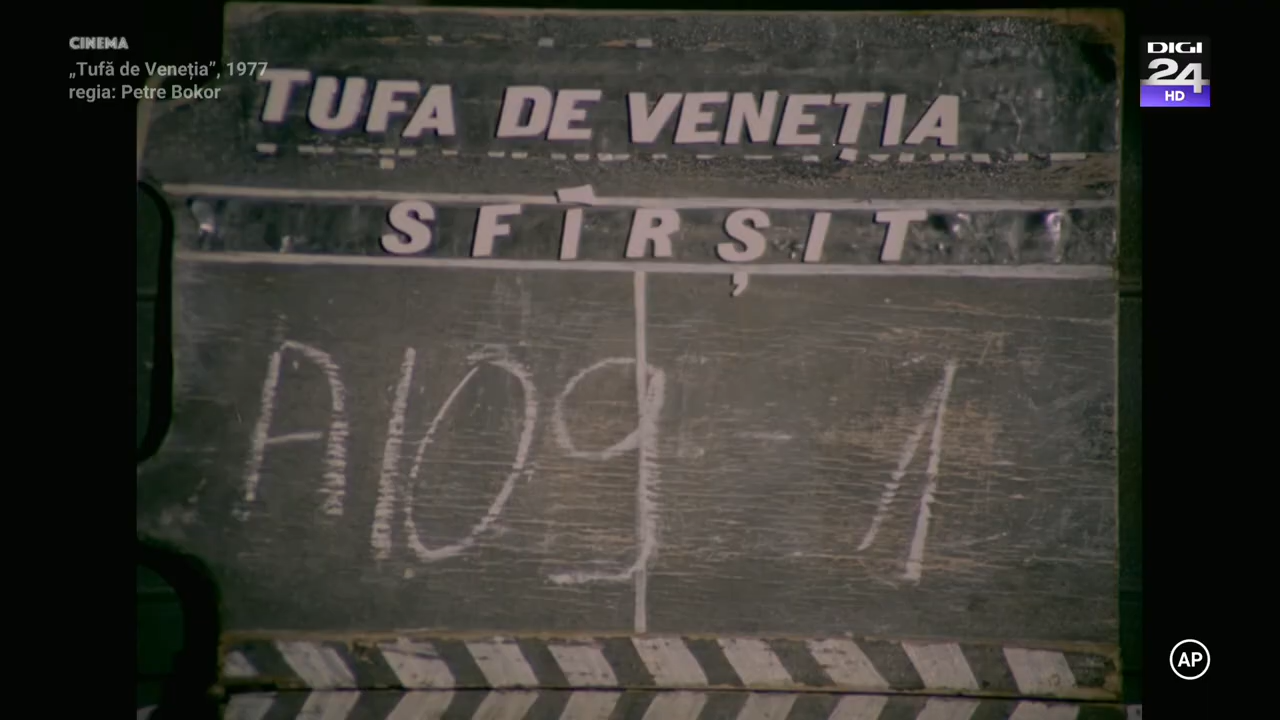 CINEMA
„Tufă de Veneția”, 1977
regia: Petre Bokor
DIGI
24
HD
TUFA DE VENEȚIA
SFÎRȘIT
A109 1
AP